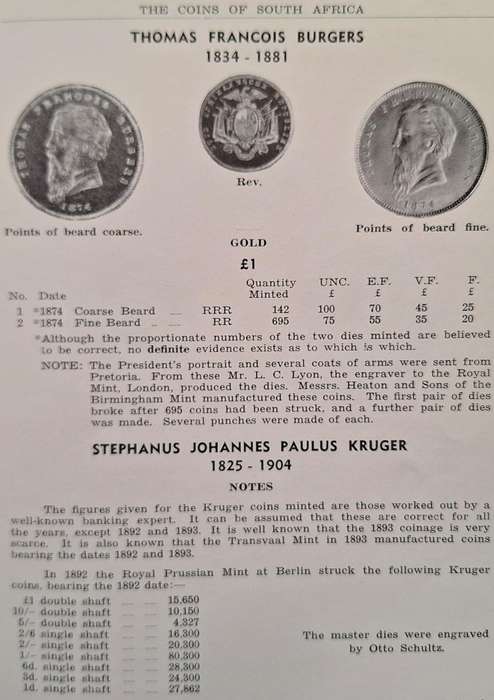 THE COINS OF SOUTH AFRICA
THOMAS FRANCOIS BURGERS
1834 - 1881
THOMAS FRANCOIS BURGERS
1874
THOMAS FRANCOIS BURGERS
1874
Rev.
Points of beard coarse.
Points of beard fine.
GOLD
£1
Quantity UNC. E.F. V.F. F.
No. Date Minted £ £ £ £
1 *1874 Coarse Beard .... RRR 142 100 70 45 25
2 *1874 Fine Beard .. .... RR 695 75 55 35 20
*Although the proportionate numbers of the two dies minted are believed
to be correct, no definite evidence exists as to which is which.
NOTE: The President's portrait and several coats of arms were sent from
Pretoria. From these Mr. L. C. Lyon, the engraver to the Royal
Mint, London, produced the dies. Messrs. Heaton and Sons of the
Birmingham Mint manufactured these coins. The first pair of dies
broke after 695 coins had been struck, and a further pair of dies
was made. Several punches were made of each.
STEPHANUS JOHANNES PAULUS KRUGER
1825 - 1904
NOTES
The figures given for the Kruger coins minted are those worked out by a
well-known banking expert. It can be assumed that these are correct for all
the years, except 1892 and 1893. It is well known that the 1893 coinage is very
scarce. It is also known that the Transvaal Mint in 1893 manufactured coins
bearing the dates 1892 and 1893.
In 1892 the Royal Prussian Mint at Berlin struck the following Kruger
coins, bearing the 1892 date:—
£1 double shaft .... .... 15,650
10/- double shaft .... .... 10,150
5/- double shaft .... .... 4,327
2/6 single shaft .... .... 16,300
2/- single shaft .... .... 20,300
1/- single shaft .... .... 80,300
6d. single shaft .... .... 28,300
3d. single shaft .... .... 24,300
1d. single shaft .... .... 27,862
The master dies were engraved
by Otto Schultz.